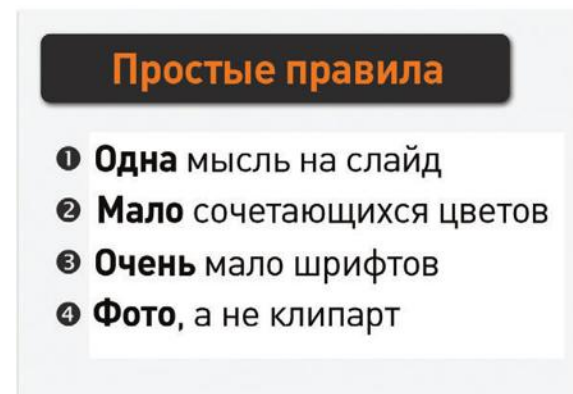 Простые правила
❶ Одна мысль на слайд
❷ Мало сочетающихся цветов
❸ Очень мало шрифтов
❹ Фото, а не клипарт